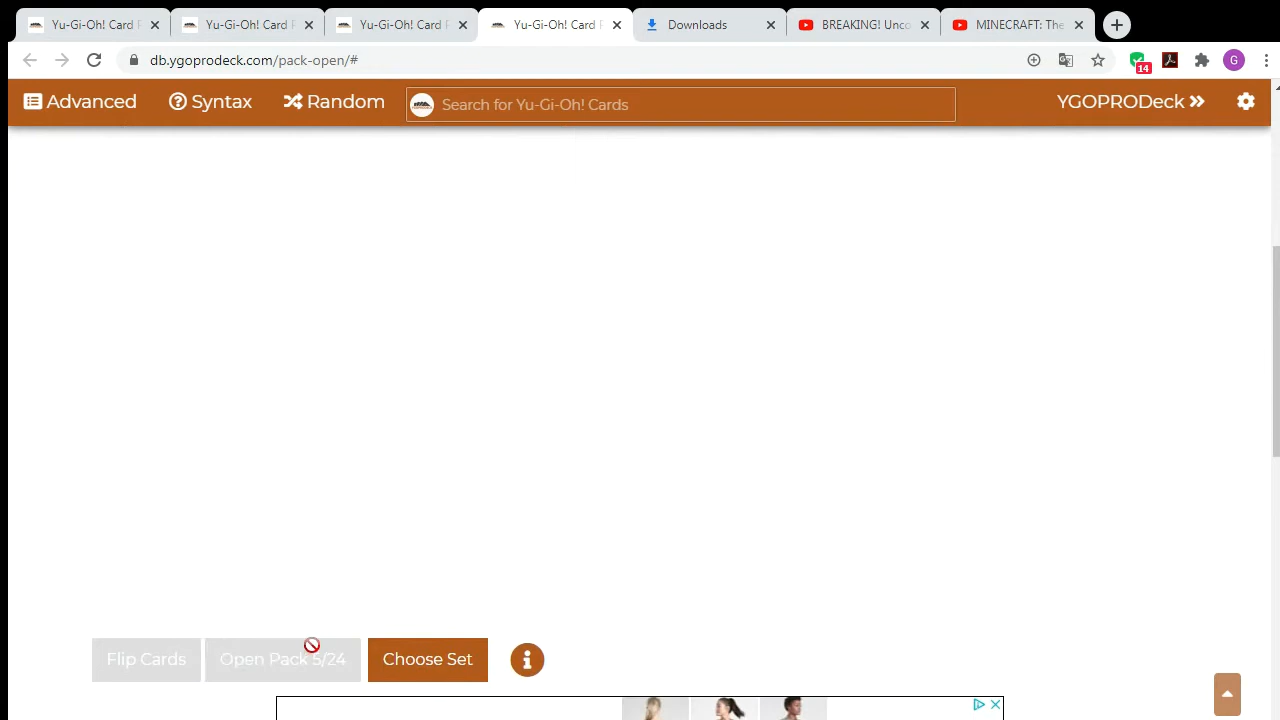 Yu-Gi-Oh! Card
Yu-Gi-Oh! Card
Yu-Gi-Oh! Card
Yu-Gi-Oh! Card
Downloads
BREAKING! Unco
MINECRAFT: The
db.ygoprodeck.com/pack-open/#
14
G
Advanced
Syntax
Random
Search for Yu-Gi-Oh! Cards
YGOPRODeck
Flip Cards
Open Pack 5/24
Choose Set